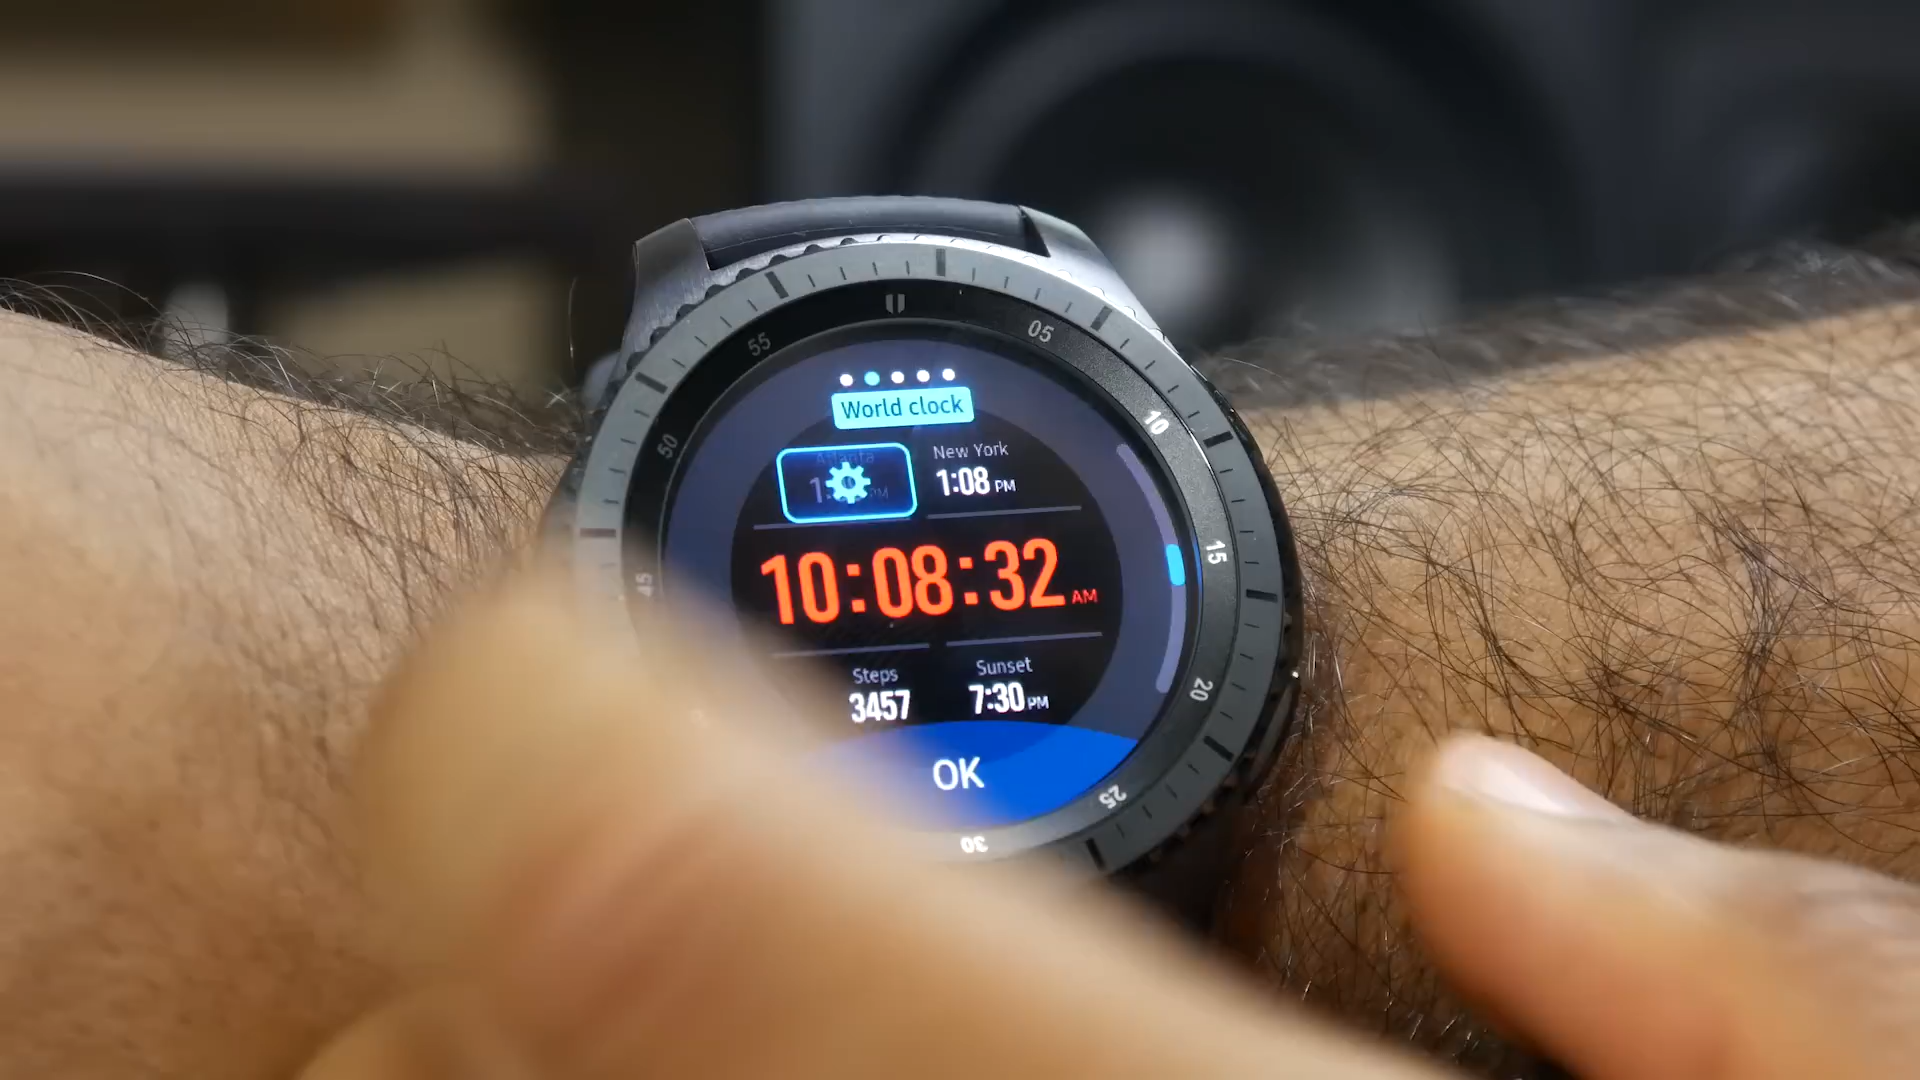 55
05
50
10
45
15
20
25
30
World clock
Atlanta
New York
1:08 PM
10:08:32 AM
Steps
Sunset
3457
7:30 PM
OK